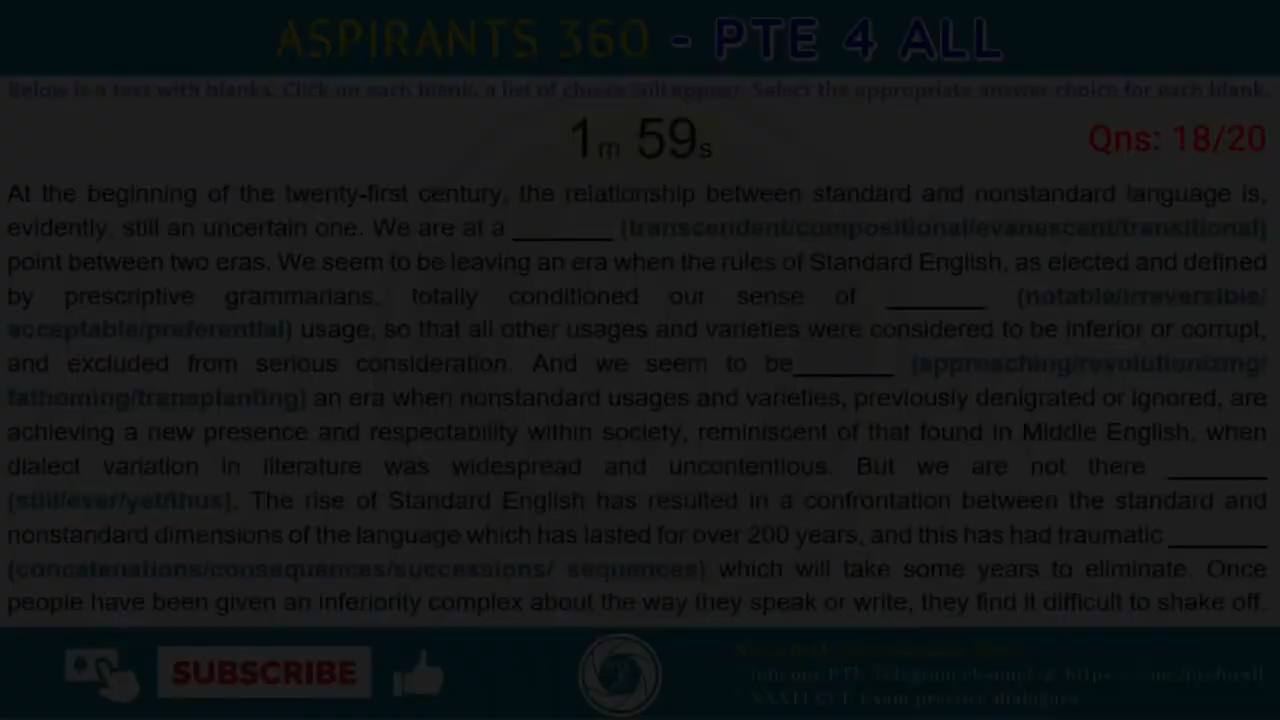 ASPIRANTS 360 - PTE 4 ALL
Below is a text with blanks. Click on each blank, a list of choice will appear. Select the appropriate answer choice for each blank.
1m 59s
Qns: 18/20
At the beginning of the twenty-first century, the relationship between standard and nonstandard language is,
evidently, still an uncertain one. We are at a _______ (transcendent/compositional/evanescent/transitional)
point between two eras. We seem to be leaving an era when the rules of Standard English, as elected and defined
by prescriptive grammarians, totally conditioned our sense of _______ (notable/irreversible/
acceptable/preferential) usage, so that all other usages and varieties were considered to be inferior or corrupt,
and excluded from serious consideration. And we seem to be_______ (approaching/revolutionizing/
fathoming/transplanting) an era when nonstandard usages and varieties, previously denigrated or ignored, are
achieving a new presence and respectability within society, reminiscent of that found in Middle English, when
dialect variation in literature was widespread and uncontentious. But we are not there _______
(still/ever/yet/thus). The rise of Standard English has resulted in a confrontation between the standard and
nonstandard dimensions of the language which has lasted for over 200 years, and this has had traumatic _______
(concatenations/consequences/successions/ sequences) which will take some years to eliminate. Once
people have been given an inferiority complex about the way they speak or write, they find it difficult to shake off.
SUBSCRIBE